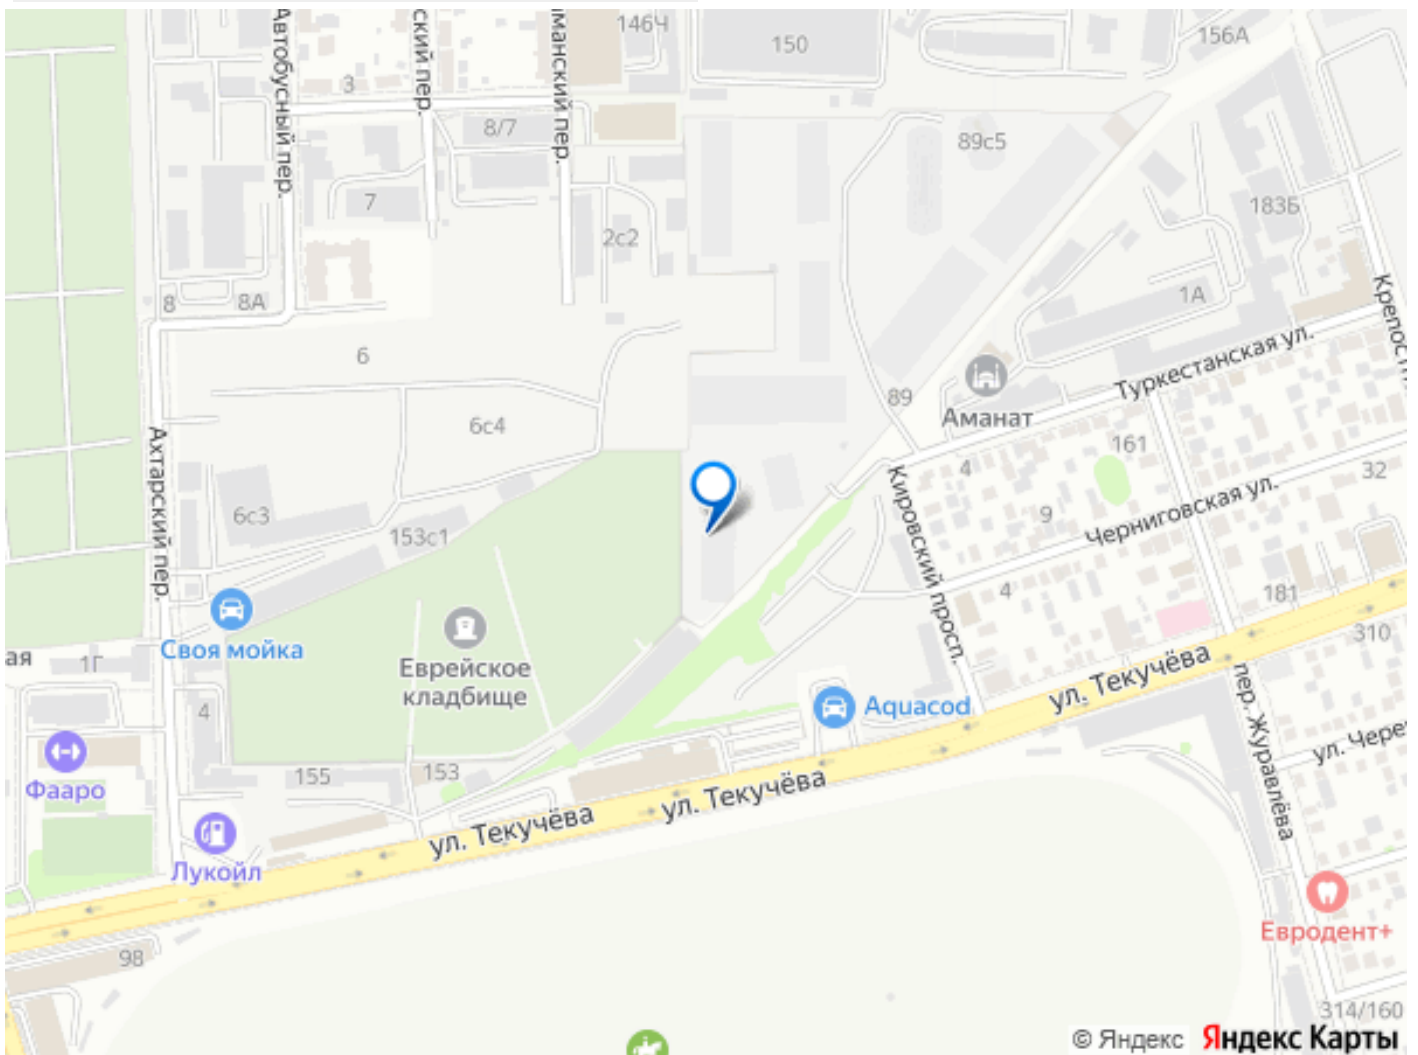 146Ч
150
156А
Автобусный пер.
ский пер.
манский пер.
3
8/7
89с5
7
2с2
183Б
8
8А
1А
Крепостн
6
Туркестанская ул.
89
Аманат
6с4
161
4
32
Ахтарский пер.
Кировский просп.
9
Черниговская ул.
6с3
153с1
4
181
310
Своя мойка
ая
1Г
Еврейское
кладбище
4
ул. Текучёва
Aquacod
пер. Журавлёва
ул. Чере
Фааро
155
153
ул. Текучёва
ул. Текучёва
Лукойл
Евродент+
98
314/160
© Яндекс Яндекс Карты